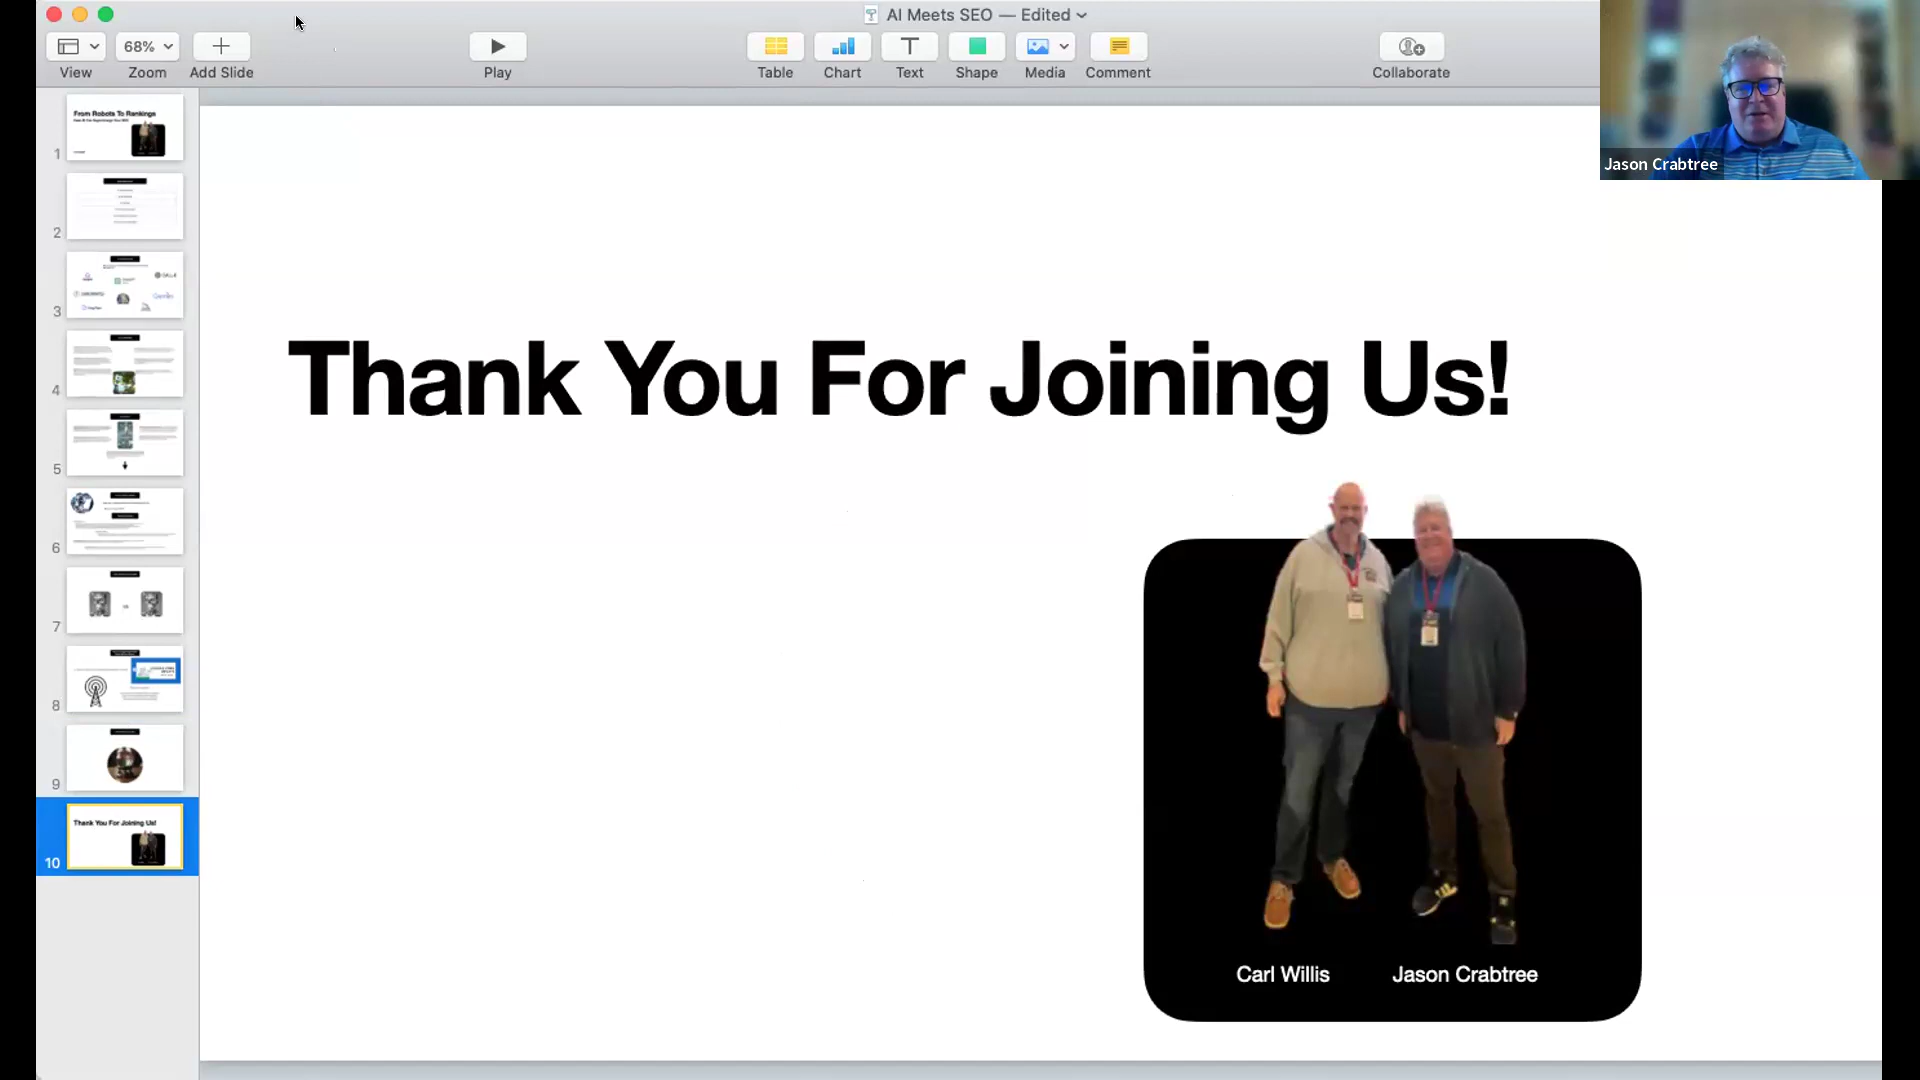 AI Meets SEO — Edited
68%
View
Zoom
Add Slide
Play
Table
Chart
Text
Shape
Media
Comment
Collaborate
Jason Crabtree
From Robots To Rankings
1
2
3
4
5
6
7
8
9
Thank You For Joining Us!
10
Thank You For Joining Us!
Carl Willis
Jason Crabtree